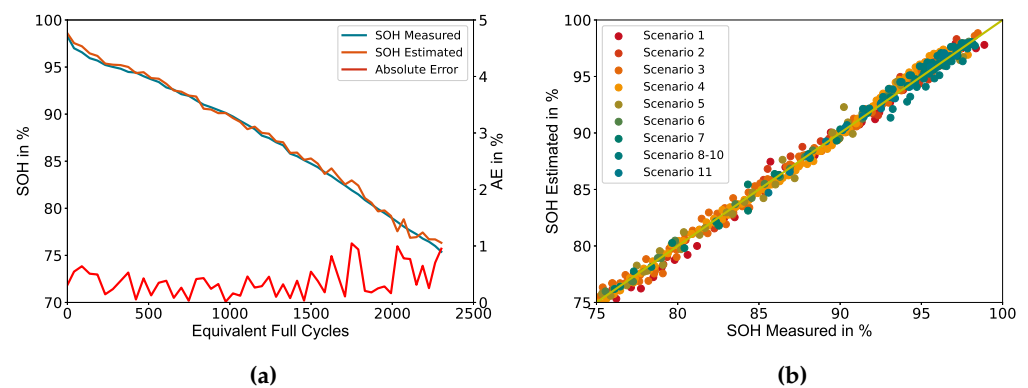 100
95
90
85
80
75
70
SOH in %
0
500
1000
1500
2000
2500
Equivalent Full Cycles
5
4
3
2
1
0
AE in %
SOH Measured
SOH Estimated
Absolute Error
(a)
100
95
90
85
80
75
SOH Estimated in %
75
80
85
90
95
100
SOH Measured in %
Scenario 1
Scenario 2
Scenario 3
Scenario 4
Scenario 5
Scenario 6
Scenario 7
Scenario 8-10
Scenario 11
(b)